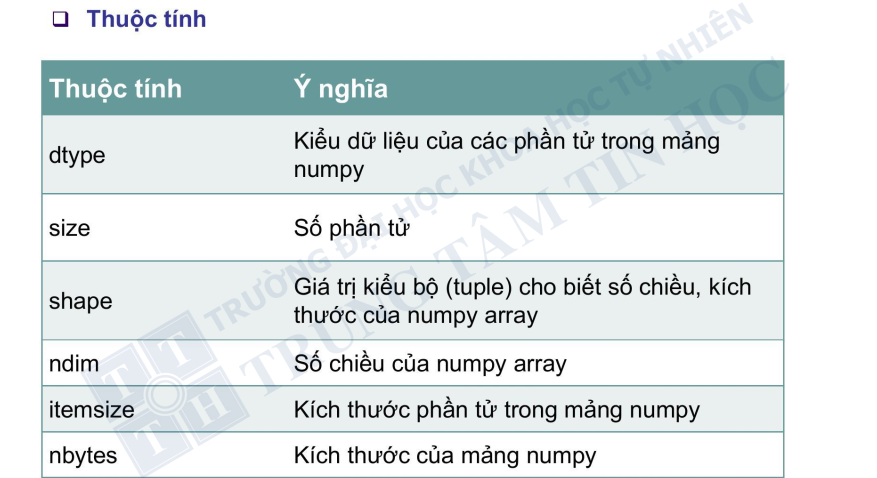 Thuộc tính
Thuộc tính Ý nghĩa
dtype Kiểu dữ liệu của các phần tử trong mảng
numpy
size Số phần tử
shape Giá trị kiểu bộ (tuple) cho biết số chiều, kích
thước của numpy array
ndim Số chiều của numpy array
itemsize Kích thước phần tử trong mảng numpy
nbytes Kích thước của mảng numpy
TRƯỜNG ĐẠI HỌC KHOA HỌC TỰ NHIÊN
TRUNG TÂM TIN HỌC
T T
T H